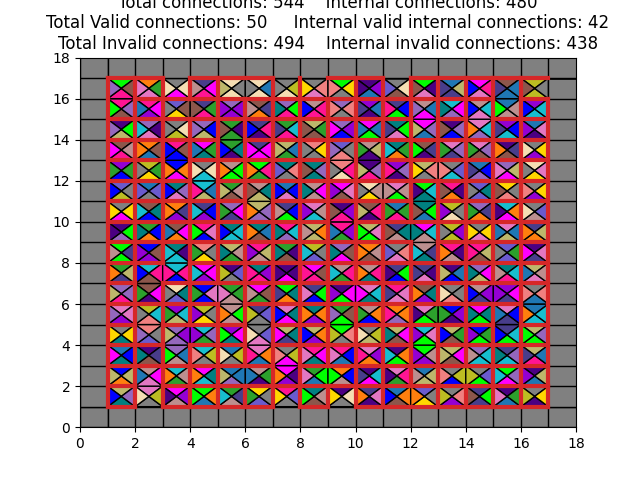 Total connections: 544    Internal connections: 480
Total Valid connections: 50    Internal valid internal connections: 42
Total Invalid connections: 494    Internal invalid connections: 438
18
16
14
12
10
8
6
4
2
0
0 2 4 6 8 10 12 14 16 18